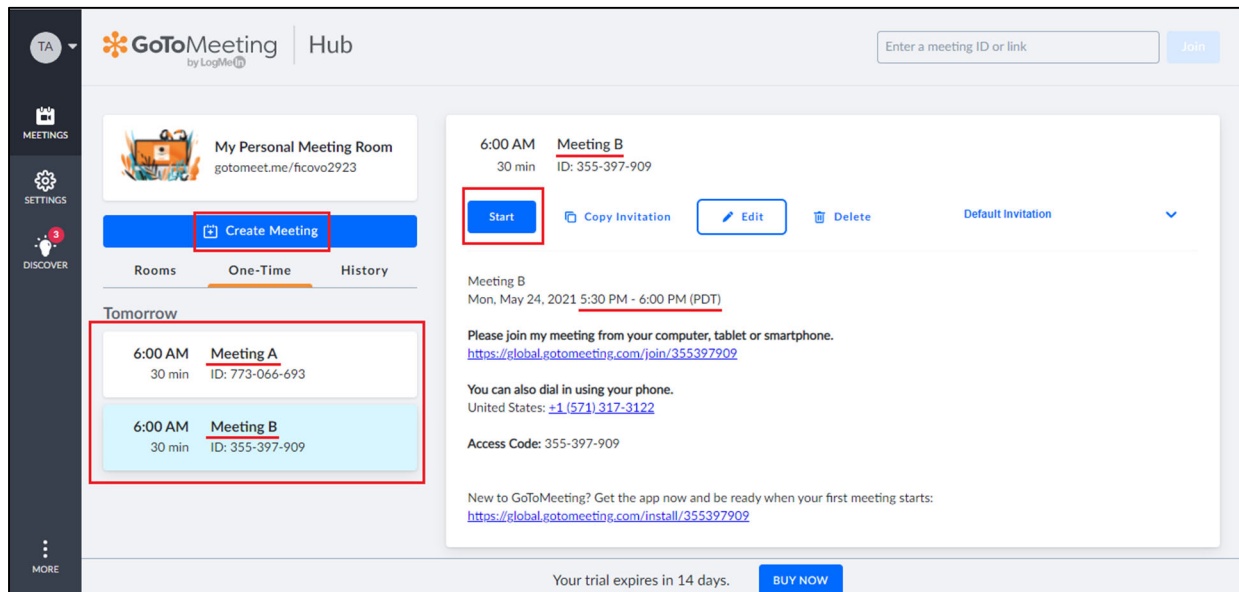 TA
GoToMeeting Hub
by LogMeIn
Enter a meeting ID or link
Join
MEETINGS
SETTINGS
3
DISCOVER
MORE
My Personal Meeting Room
gotomeet.me/ficovo2923
Create Meeting
Rooms One-Time History
Tomorrow
6:00 AM Meeting A
30 min ID: 773-066-693
6:00 AM Meeting B
30 min ID: 355-397-909
6:00 AM Meeting B
30 min ID: 355-397-909
Start Copy Invitation Edit Delete Default Invitation
Meeting B
Mon, May 24, 2021 5:30 PM - 6:00 PM (PDT)
Please join my meeting from your computer, tablet or smartphone.
https://global.gotomeeting.com/join/355397909
You can also dial in using your phone.
United States: +1 (571) 317-3122
Access Code: 355-397-909
New to GoToMeeting? Get the app now and be ready when your first meeting starts:
https://global.gotomeeting.com/install/355397909
Your trial expires in 14 days. BUY NOW